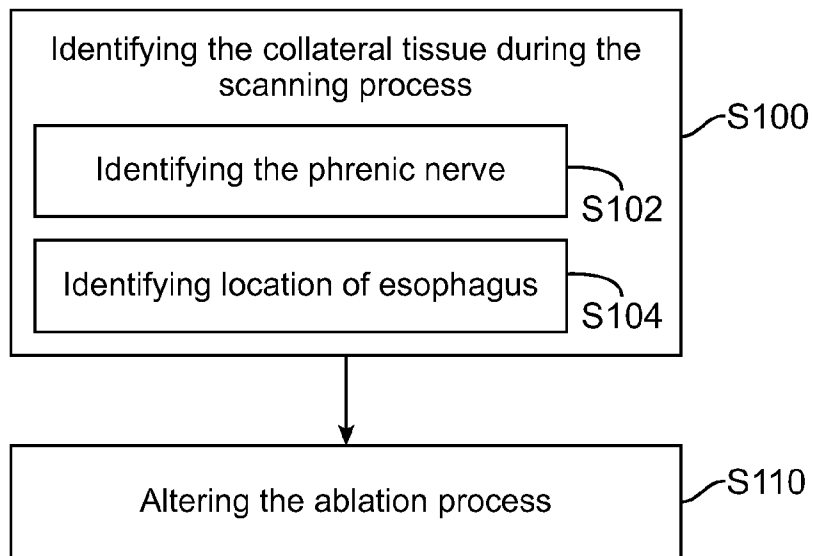 Identifying the collateral tissue during the
scanning process
S100
Identifying the phrenic nerve
S102
Identifying location of esophagus
S104
Altering the ablation process
S110